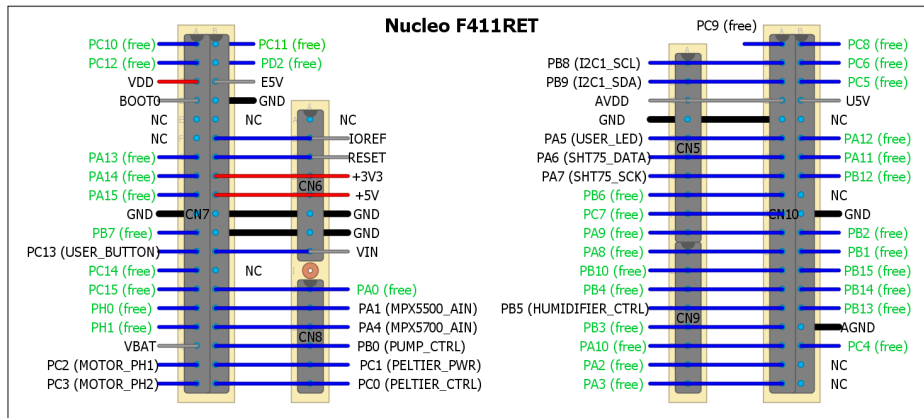 Nucleo F411RET
PC9 (free)
PC10 (free) PC11 (free) PC8 (free)
PC12 (free) PD2 (free) PB8 (I2C1_SCL) PC6 (free)
VDD E5V PB9 (I2C1_SDA) PC5 (free)
BOOT0 GND AVDD U5V
NC NC NC GND NC
NC IOREF PA5 (USER_LED) CN5 PA12 (free)
PA13 (free) RESET PA6 (SHT75_DATA) PA11 (free)
PA14 (free) CN6 +3V3 PA7 (SHT75_SCK) PB12 (free)
PA15 (free) +5V PB6 (free) NC
GND CN7 GND PC7 (free) CN10 GND
PB7 (free) GND PA9 (free) PB2 (free)
PC13 (USER_BUTTON) VIN PA8 (free) PB1 (free)
PC14 (free) NC PB10 (free) PB15 (free)
PC15 (free) PA0 (free) PB4 (free) PB14 (free)
PH0 (free) PA1 (MPX5500_AIN) PB5 (HUMIDIFIER_CTRL) CN9 PB13 (free)
PH1 (free) PA4 (MPX5700_AIN) PB3 (free) AGND
VBAT CN8 PB0 (PUMP_CTRL) PA10 (free) PC4 (free)
PC2 (MOTOR_PH1) PC1 (PELTIER_PWR) PA2 (free) NC
PC3 (MOTOR_PH2) PC0 (PELTIER_CTRL) PA3 (free) NC